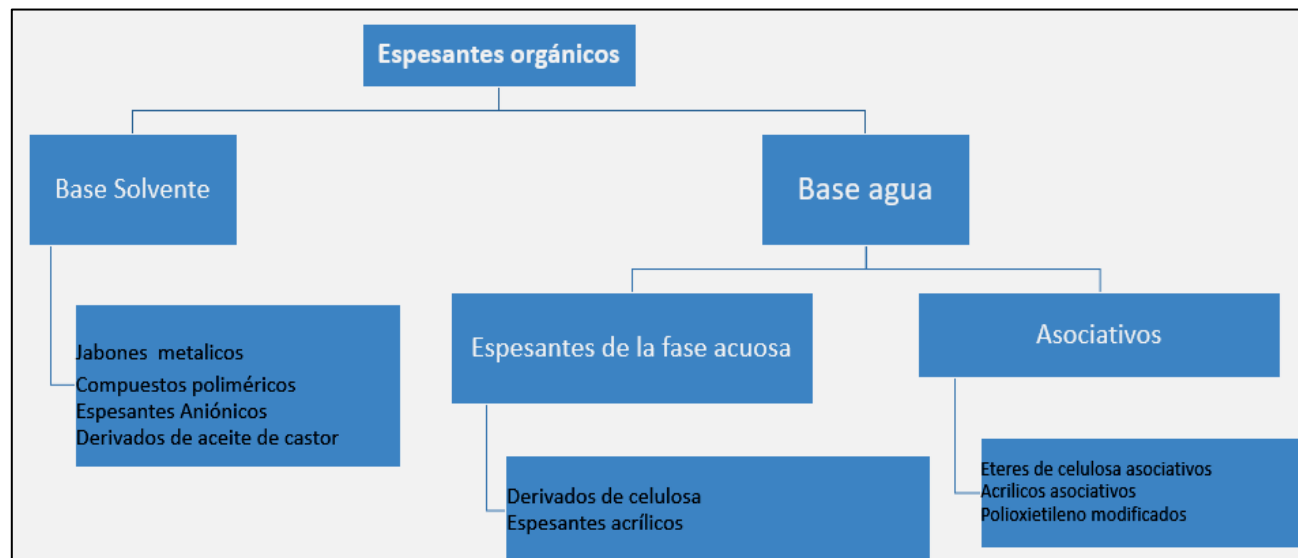 Espesantes orgánicos
Base Solvente
Base agua
Jabones metalicos
Compuestos poliméricos
Espesantes Aniónicos
Derivados de aceite de castor
Espesantes de la fase acuosa
Asociativos
Derivados de celulosa
Espesantes acrílicos
Eteres de celulosa asociativos
Acrilicos asociativos
Polioxietileno modificados